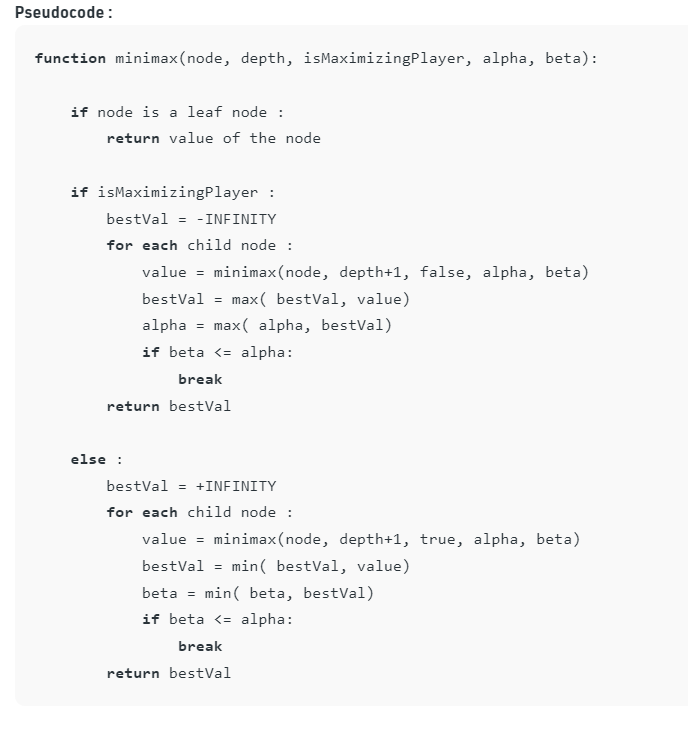 Pseudocode :
function minimax(node, depth, isMaximizingPlayer, alpha, beta):
if node is a leaf node :
return value of the node
if isMaximizingPlayer :
bestVal = -INFINITY
for each child node :
value = minimax(node, depth+1, false, alpha, beta)
bestVal = max( bestVal, value)
alpha = max( alpha, bestVal)
if beta <= alpha:
break
return bestVal
else :
bestVal = +INFINITY
for each child node :
value = minimax(node, depth+1, true, alpha, beta)
bestVal = min( bestVal, value)
beta = min( beta, bestVal)
if beta <= alpha:
break
return bestVal